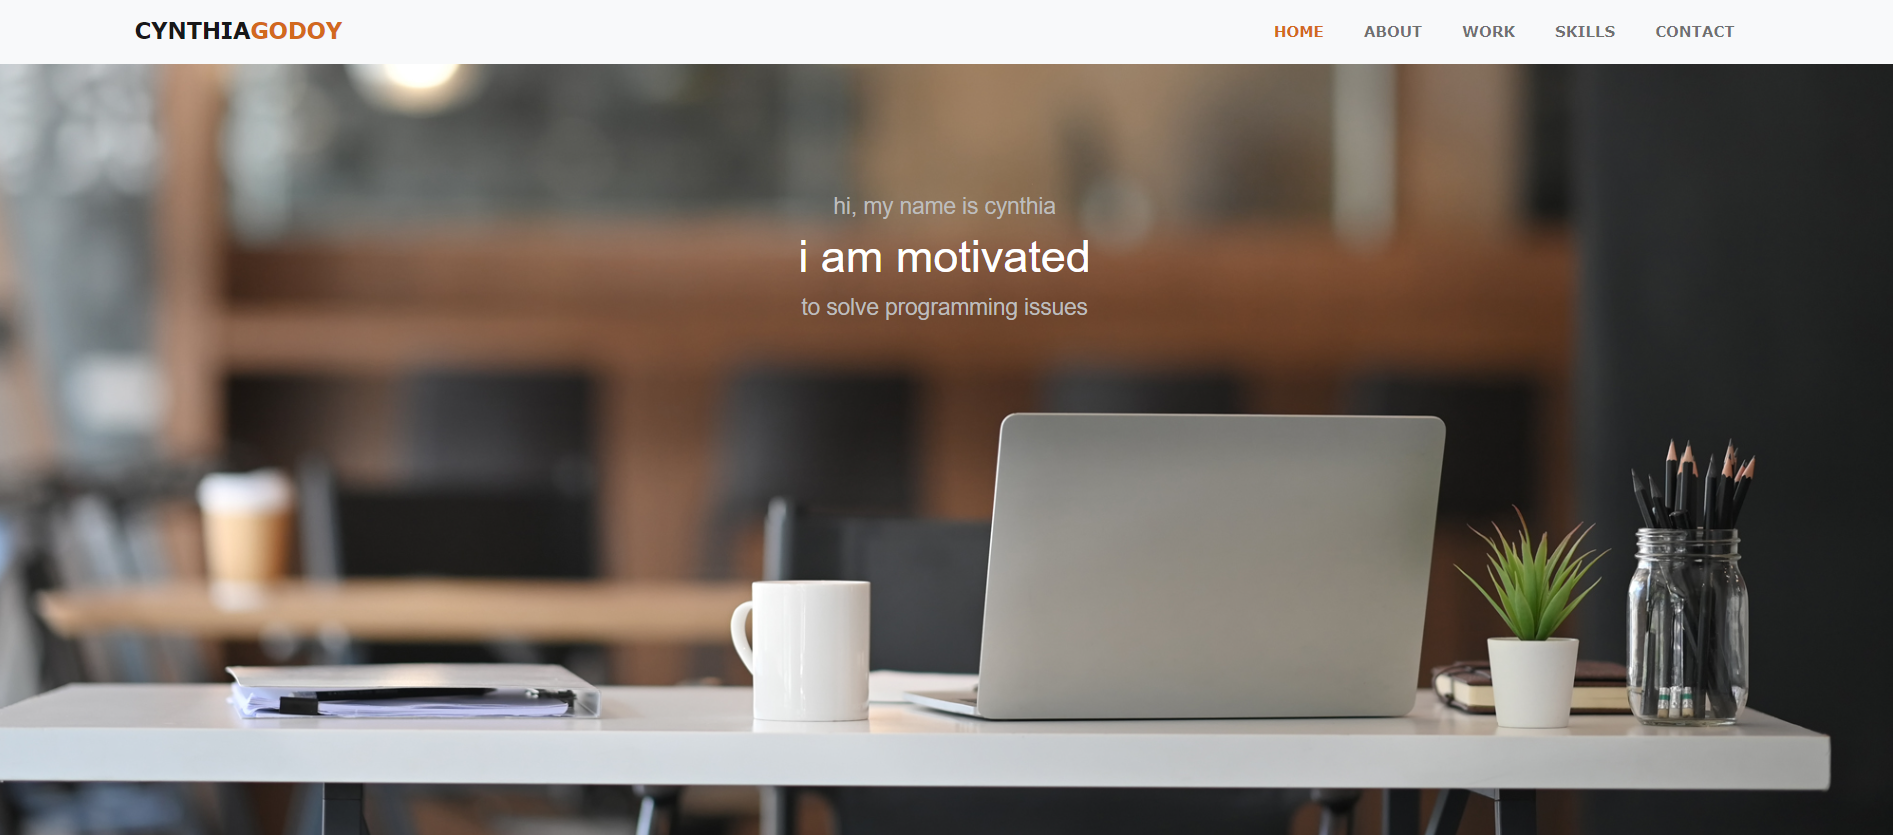 CYNTHIAGODOY
HOME ABOUT WORK SKILLS CONTACT
hi, my name is cynthia
i am motivated
to solve programming issues